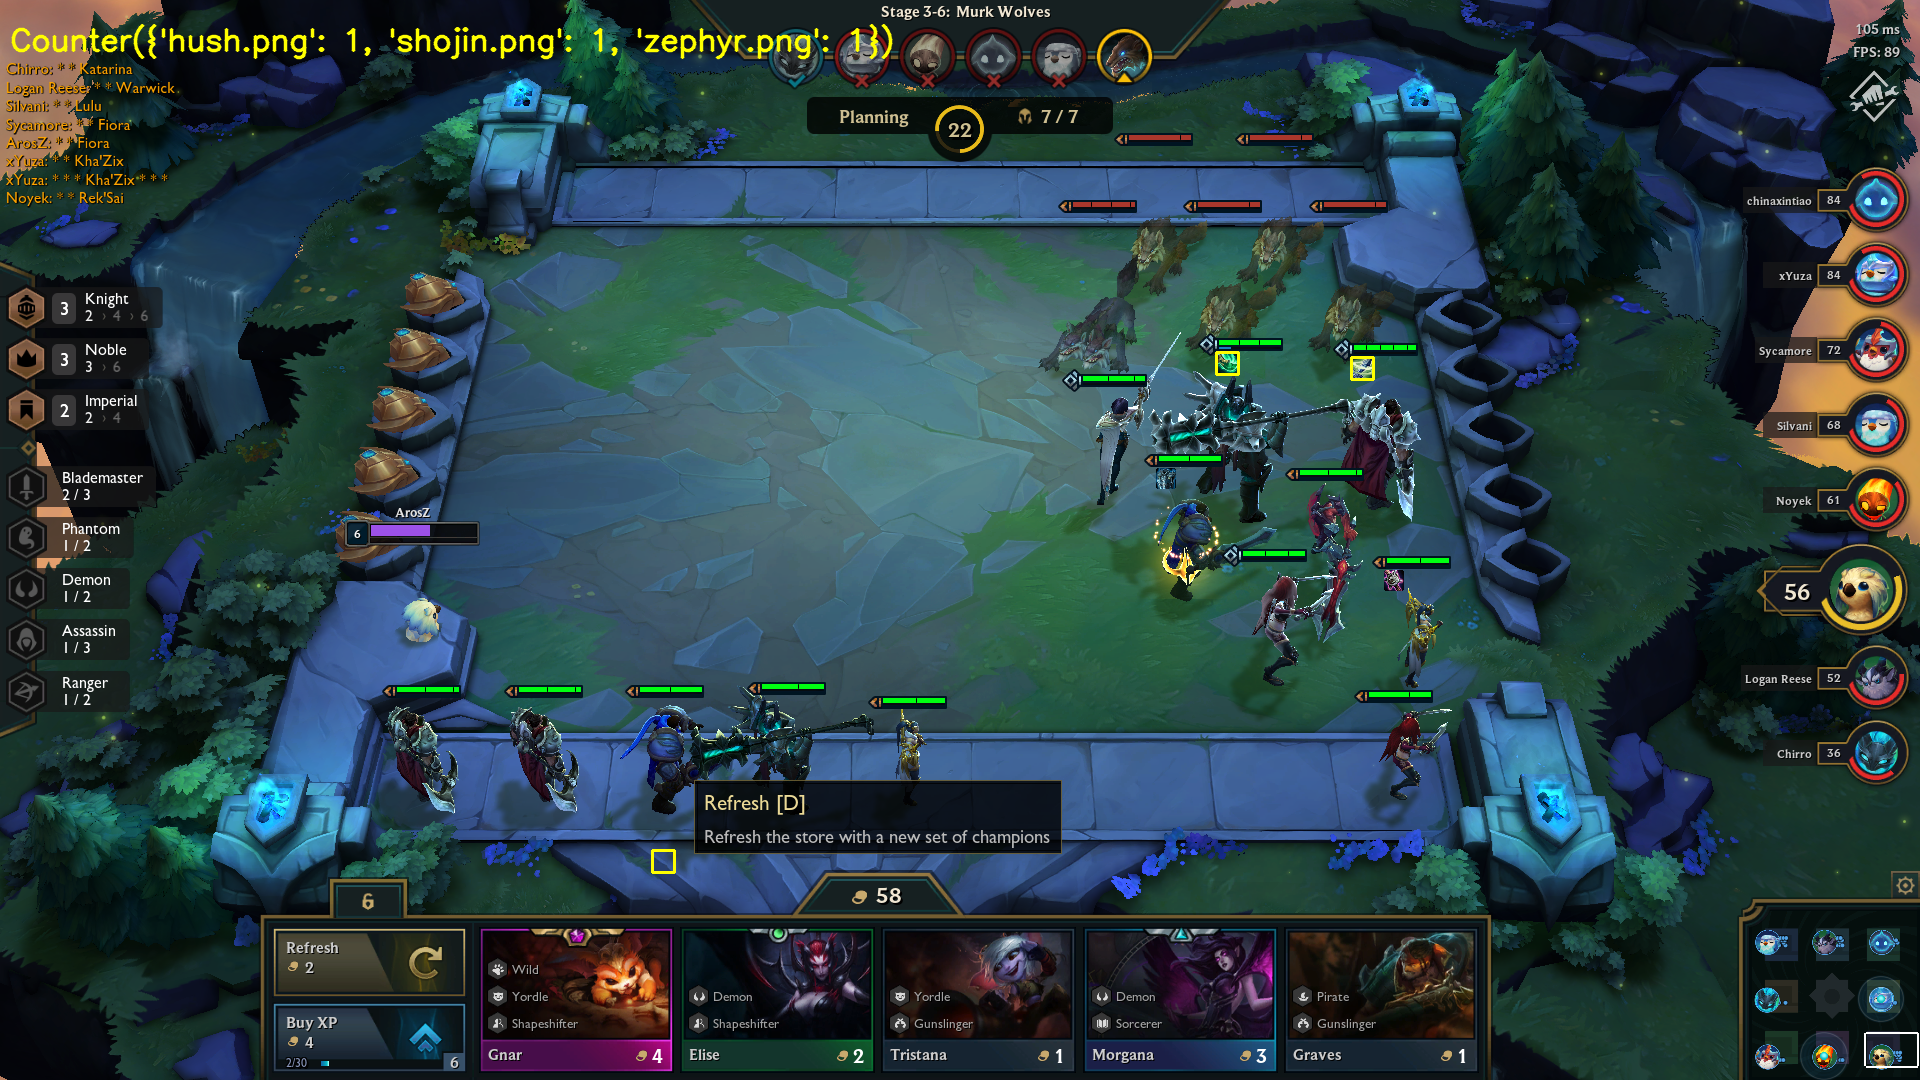 Stage 3-6: Murk Wolves
Counter({'hush.png': 1, 'shojin.png': 1, 'zephyr.png': 1})
105 ms
FPS: 89
Chirro: * * Katarina
Logan Reese: * * Warwick
Silvani: * * Lulu
Sycamore: * * Fiora
ArosZ: * * Fiora
xYuza: * * Kha'Zix
xYuza: * * * Kha'Zix * * *
Noyek: * * Rek'Sai
Planning
22
7 / 7
chinaxintiao 84
xYuza 84
Sycamore 72
Silvani 68
Noyek 61
56
Logan Reese 52
Chirro 36
3 Knight
2 › 4 › 6
3 Noble
3 › 6
2 Imperial
2 › 4
Blademaster
2 / 3
Phantom
1 / 2
Demon
1 / 2
Assassin
1 / 3
Ranger
1 / 2
ArosZ
6
Refresh [D]
Refresh the store with a new set of champions
6
58
Refresh
2
Buy XP
4
2/30
6
Wild
Yordle
Shapeshifter
Gnar 4
Demon
Shapeshifter
Elise 2
Yordle
Gunslinger
Tristana 1
Demon
Sorcerer
Morgana 3
Pirate
Gunslinger
Graves 1